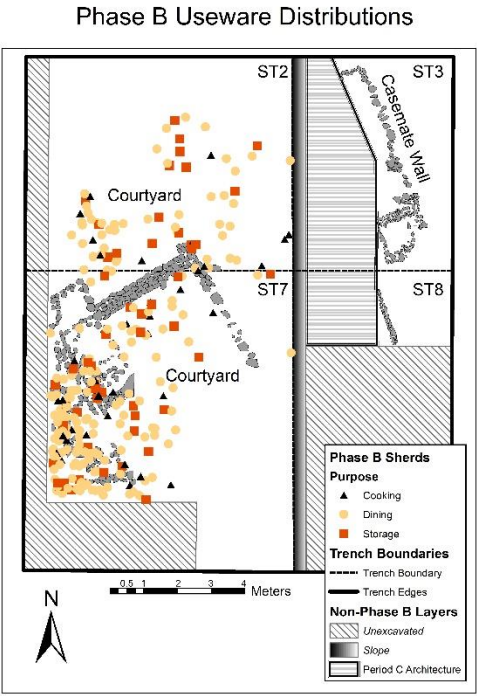 Phase B Useware Distributions
ST2
ST3
Casemate Wall
Courtyard
ST7
ST8
Courtyard
Phase B Sherds
Purpose
Cooking
Dining
Storage
Trench Boundaries
Trench Boundary
Trench Edges
Non-Phase B Layers
Unexcavated
Slope
Period C Architecture
N
0.5 1 2 3 4 Meters